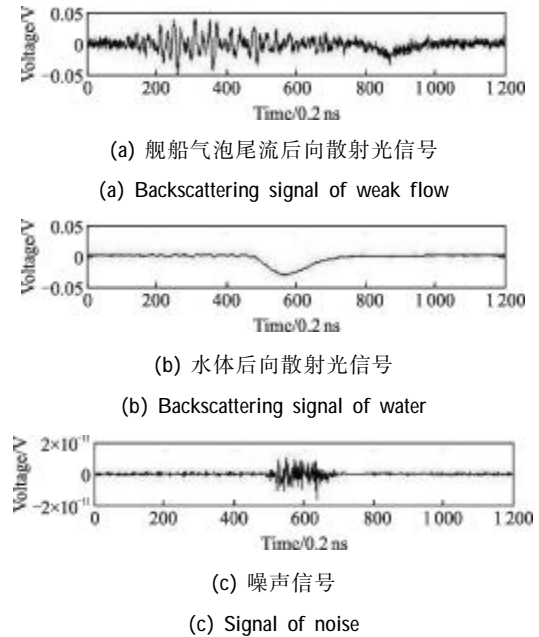 0.05
0
−0.05
Voltage/V
0 200 400 600 800 1 000 1 200
Time/0.2 ns
(a) 舰船气泡尾流后向散射光信号
(a) Backscattering signal of weak flow
0.05
0
−0.05
Voltage/V
0 200 400 600 800 1 000 1 200
Time/0.2 ns
(b) 水体后向散射光信号
(b) Backscattering signal of water
2×10⁻¹¹
0
−2×10⁻¹¹
Voltage/V
0 200 400 600 800 1 000 1 200
Time/0.2 ns
(c) 噪声信号
(c) Signal of noise